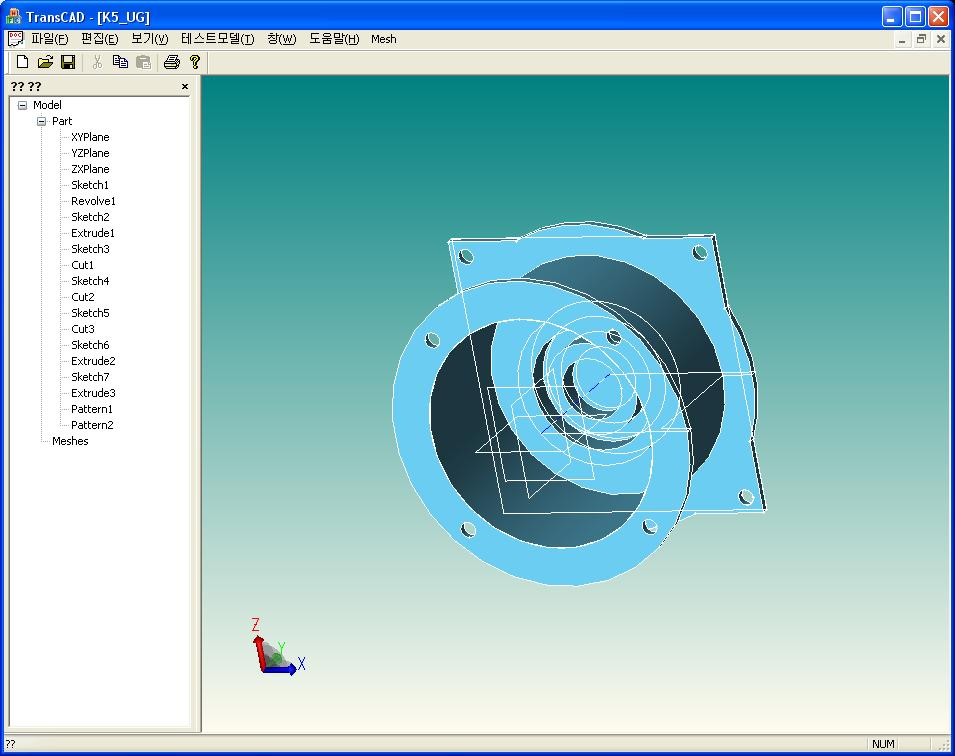 TransCAD - [K5_UG]
파일(F) 편집(E) 보기(V) 테스트모델(T) 창(W) 도움말(H) Mesh
?? ??
Model
Part
XYPlane
YZPlane
ZXPlane
Sketch1
Revolve1
Sketch2
Extrude1
Sketch3
Cut1
Sketch4
Cut2
Sketch5
Cut3
Sketch6
Extrude2
Sketch7
Extrude3
Pattern1
Pattern2
Meshes
Z
Y
X
?? NUM